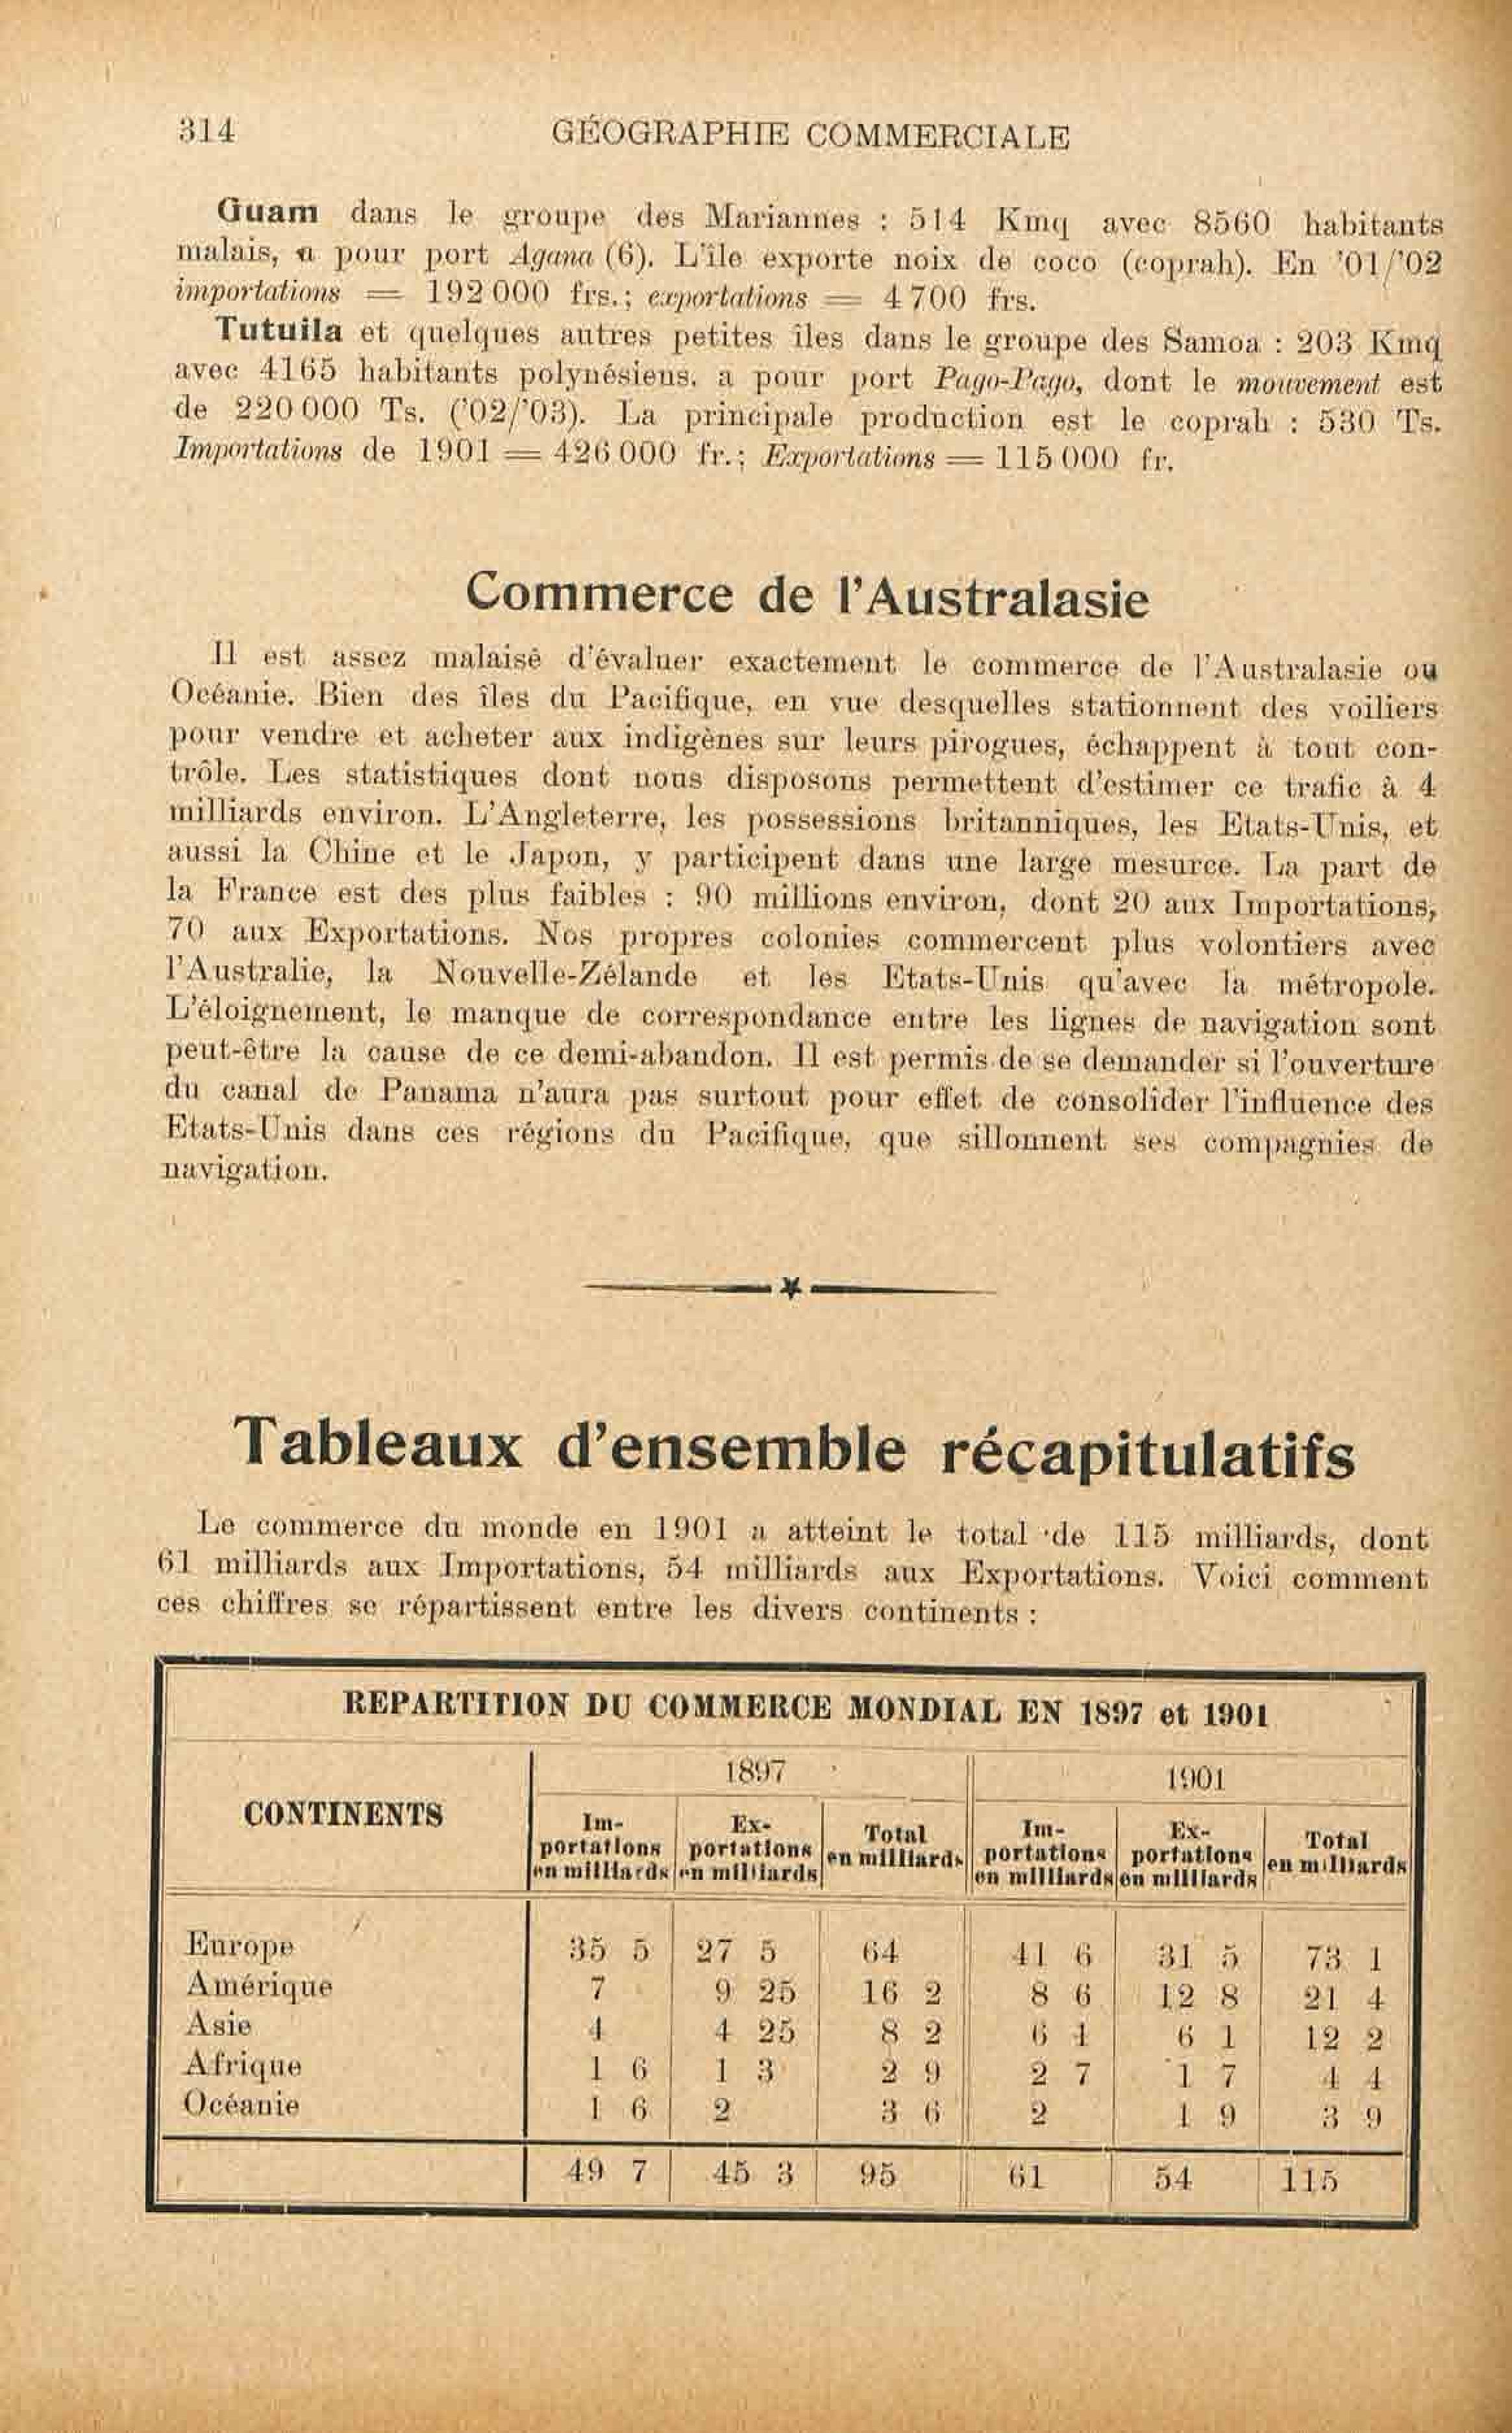 314 GÉOGRAPHIE COMMERCIALE
Guam dans le groupe des Mariannes : 514 Kmq avec 8560 habitants
malais, a pour port Agana (6). L'île exporte noix de coco (coprah). En '01/'02
importations = 192 000 frs.; exportations = 4 700 frs.
Tutuila et quelques autres petites îles dans le groupe des Samoa : 203 Kmq
avec 4165 habitants polynésiens, a pour port Pago-Pago, dont le mouvement est
de 220 000 Ts. ('02/'03). La principale production est le coprah : 530 Ts.
Importations de 1901 = 426 000 fr.; Exportations = 115 000 fr.
Commerce de l'Australasie
Il est assez malaisé d'évaluer exactement le commerce de l'Australasie ou
Océanie. Bien des îles du Pacifique, en vue desquelles stationnent des voiliers
pour vendre et acheter aux indigènes sur leurs pirogues, échappent à tout con-
trôle. Les statistiques dont nous disposons permettent d'estimer ce trafic à 4
milliards environ. L'Angleterre, les possessions britanniques, les Etats-Unis, et
aussi la Chine et le Japon, y participent dans une large mesurce. La part de
la France est des plus faibles : 90 millions environ, dont 20 aux Importations,
70 aux Exportations. Nos propres colonies commercent plus volontiers avec
l'Australie, la Nouvelle-Zélande et les Etats-Unis qu'avec la métropole.
L'éloignement, le manque de correspondance entre les lignes de navigation sont
peut-être la cause de ce demi-abandon. Il est permis de se demander si l'ouverture
du canal de Panama n'aura pas surtout pour effet de consolider l'influence des
Etats-Unis dans ces régions du Pacifique, que sillonnent ses compagnies de
navigation.
Tableaux d'ensemble récapitulatifs
Le commerce du monde en 1901 a atteint le total de 115 milliards, dont
61 milliards aux Importations, 54 milliards aux Exportations. Voici comment
ces chiffres se répartissent entre les divers continents :
REPARTITION DU COMMERCE MONDIAL EN 1897 et 1901
1897 1901
CONTINENTS
Im- Ex- Total Im- Ex- Total
portations portations en milliards portations portations en milliards
en milliards en milliards en milliards en milliards
Europe 35 5 27 5 64 41 6 31 5 73 1
Amérique 7 9 25 16 2 8 6 12 8 21 4
Asie 4 4 25 8 2 6 1 6 1 12 2
Afrique 1 6 1 3 2 9 2 7 1 7 4 4
Océanie 1 6 2 3 6 2 1 9 3 9
49 7 45 3 95 61 54 115